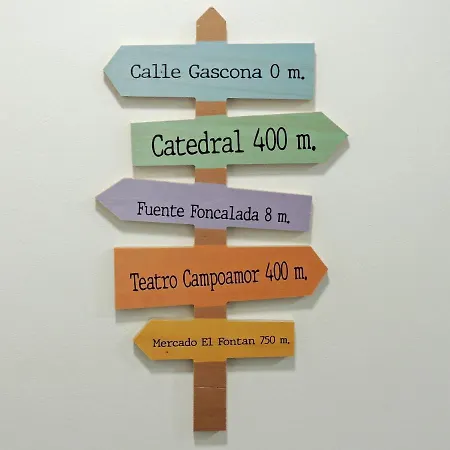 Calle Gascona 0 m.
Catedral 400 m.
Fuente Foncalada 8 m.
Teatro Campoamor 400 m.
Mercado El Fontan 750 m.